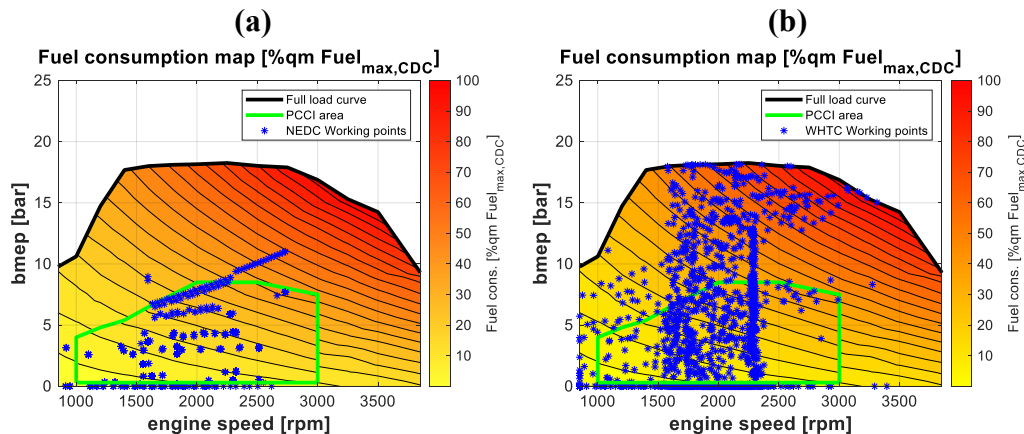 (a)
Fuel consumption map [%qm Fuel_max,CDC]
25
20
15
10
5
0
bmep [bar]
1000 1500 2000 2500 3000 3500
engine speed [rpm]
Full load curve
PCCI area
NEDC Working points
100
90
80
70
60
50
40
30
20
10
Fuel cons. [%qm Fuel_max,CDC]
(b)
Fuel consumption map [%qm Fuel_max,CDC]
25
20
15
10
5
0
bmep [bar]
1000 1500 2000 2500 3000 3500
engine speed [rpm]
Full load curve
PCCI area
WHTC Working points
100
90
80
70
60
50
40
30
20
10
Fuel cons. [%qm Fuel_max,CDC]